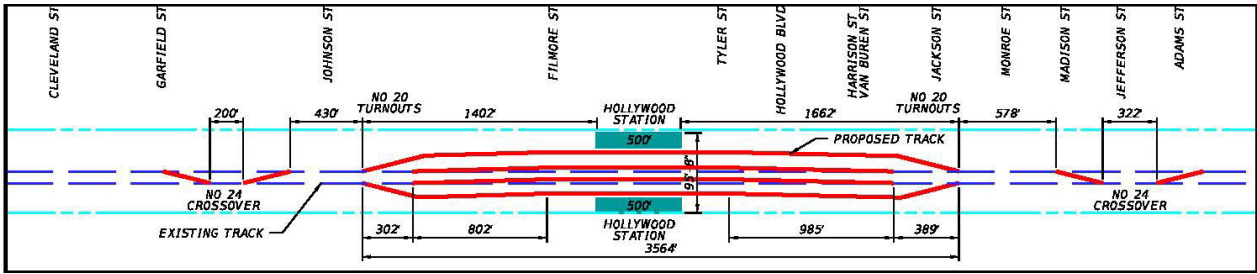 CLEVELAND ST
GARFIELD ST
JOHNSON ST
FILMORE ST
TYLER ST
HOLLYWOOD BLVD
HARRISON ST
VAN BUREN ST
JACKSON ST
MONROE ST
MADISON ST
JEFFERSON ST
ADAMS ST
NO 20
TURNOUTS
HOLLYWOOD
STATION
NO 20
TURNOUTS
200'
430'
1402'
1662'
578'
322'
500'
PROPOSED TRACK
95' 8"
NO 24
CROSSOVER
500'
NO 24
CROSSOVER
EXISTING TRACK
HOLLYWOOD
STATION
302'
802'
985'
389'
3564'